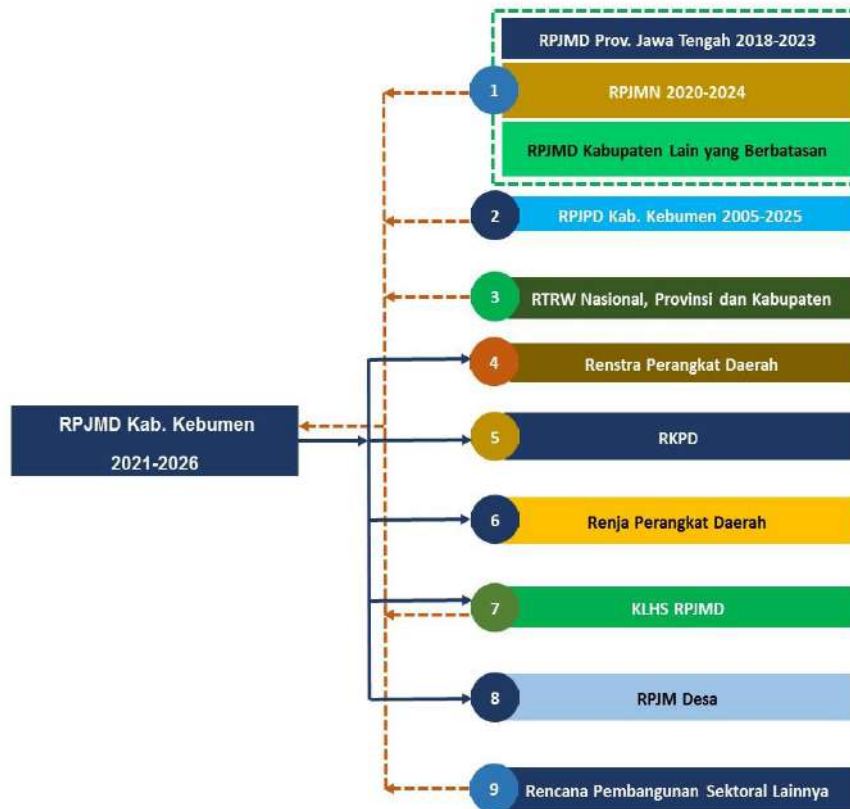 RPJMD Prov. Jawa Tengah 2018-2023
1
RPJMN 2020-2024
RPJMD Kabupaten Lain yang Berbatasan
2
RPJPD Kab. Kebumen 2005-2025
3
RTRW Nasional, Provinsi dan Kabupaten
4
Renstra Perangkat Daerah
RPJMD Kab. Kebumen
2021-2026
5
RKPD
6
Renja Perangkat Daerah
7
KLHS RPJMD
8
RPJM Desa
9
Rencana Pembangunan Sektoral Lainnya